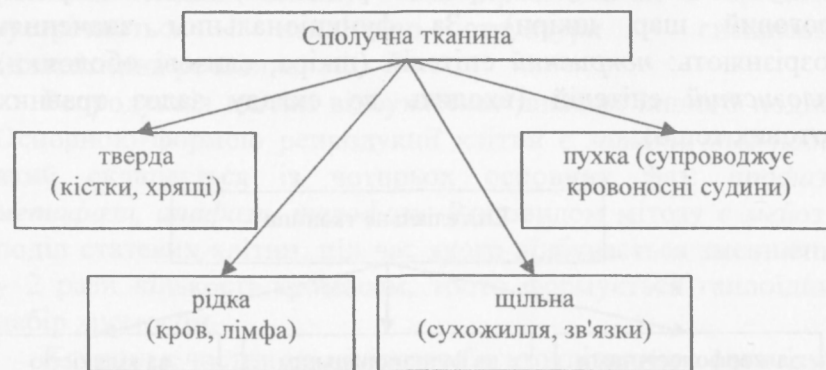 Сполучна тканина
тверда
(кістки, хрящі)
пухка (супроводжує
кровоносні судини)
рідка
(кров, лімфа)
щільна
(сухожилля, зв'язки)